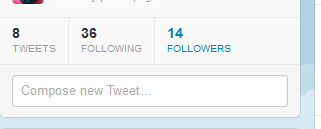 8 36 14
TWEETS FOLLOWING FOLLOWERS
Compose new Tweet...